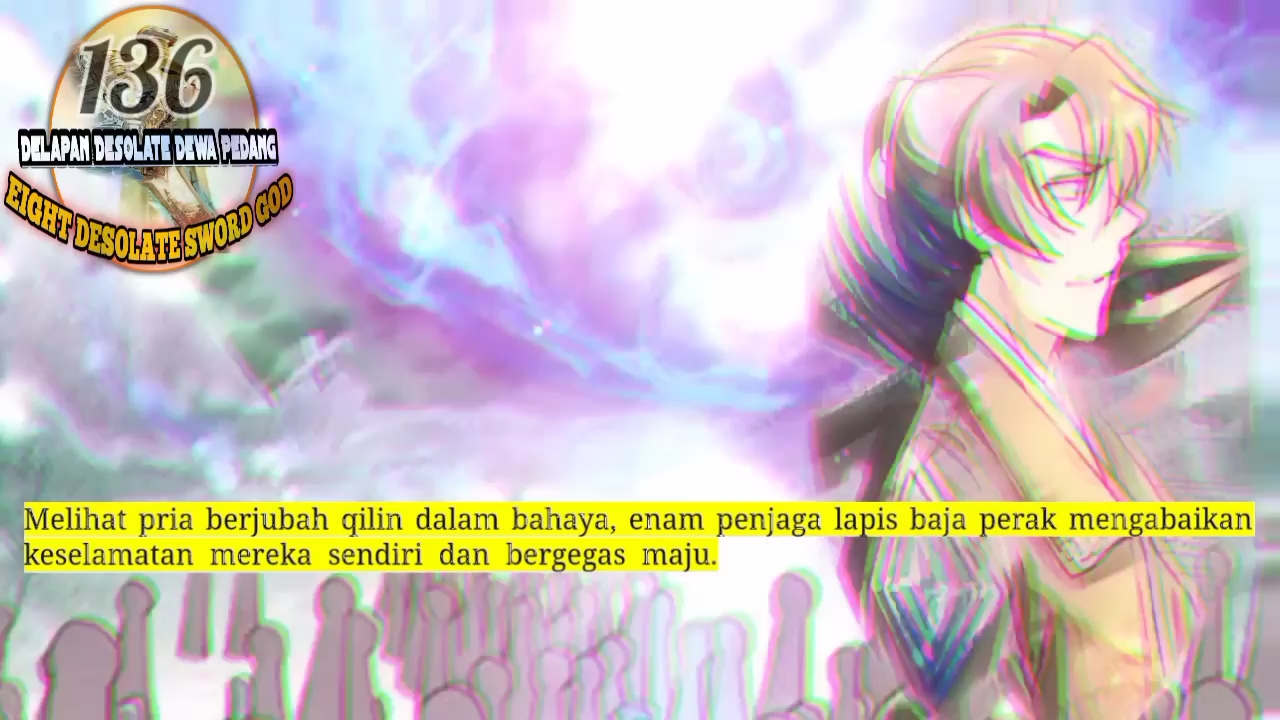 136
DELAPAN DESOLATE DEWA PEDANG
EIGHT DESOLATE SWORD GOD
Melihat pria berjubah qilin dalam bahaya, enam penjaga lapis baja perak mengabaikan
keselamatan mereka sendiri dan bergegas maju.